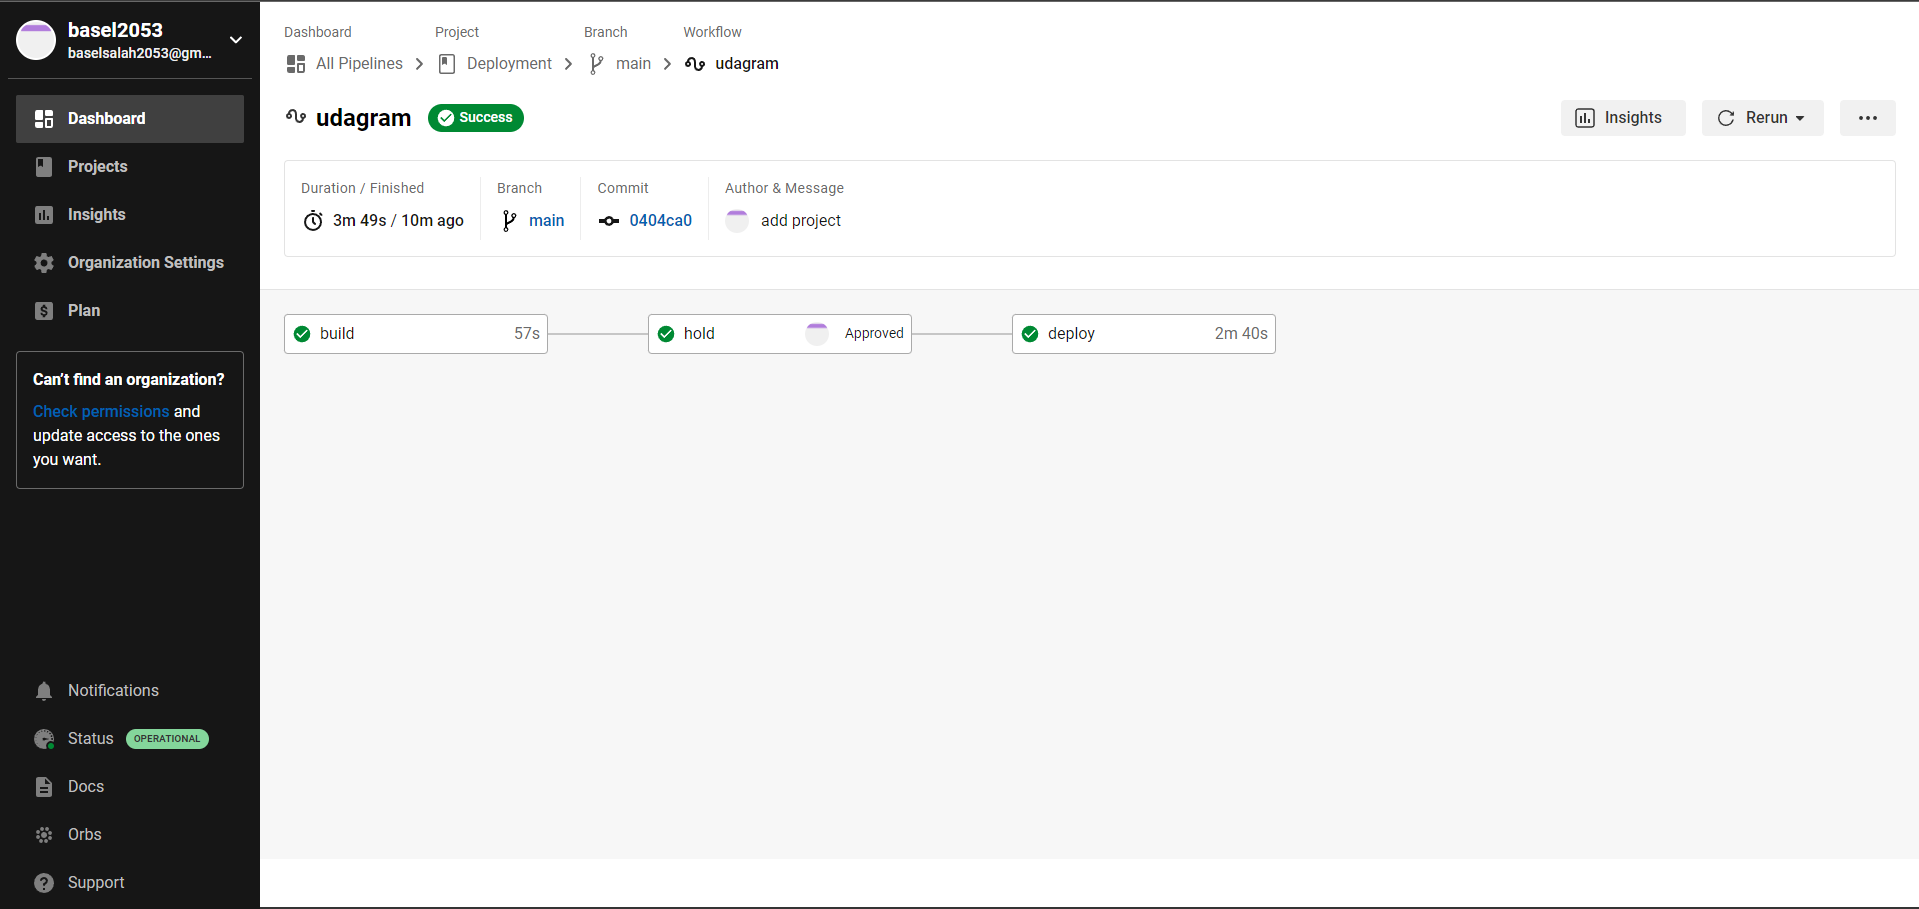 basel2053
baselsalah2053@gm...
Dashboard
Projects
Insights
Organization Settings
Plan
Can't find an organization?
Check permissions and
update access to the ones
you want.
Notifications
Status OPERATIONAL
Docs
Orbs
Support
Dashboard Project Branch Workflow
All Pipelines Deployment main udagram
udagram Success
Insights Rerun
Duration / Finished Branch Commit Author & Message
3m 49s / 10m ago main 0404ca0 add project
build 57s hold Approved deploy 2m 40s